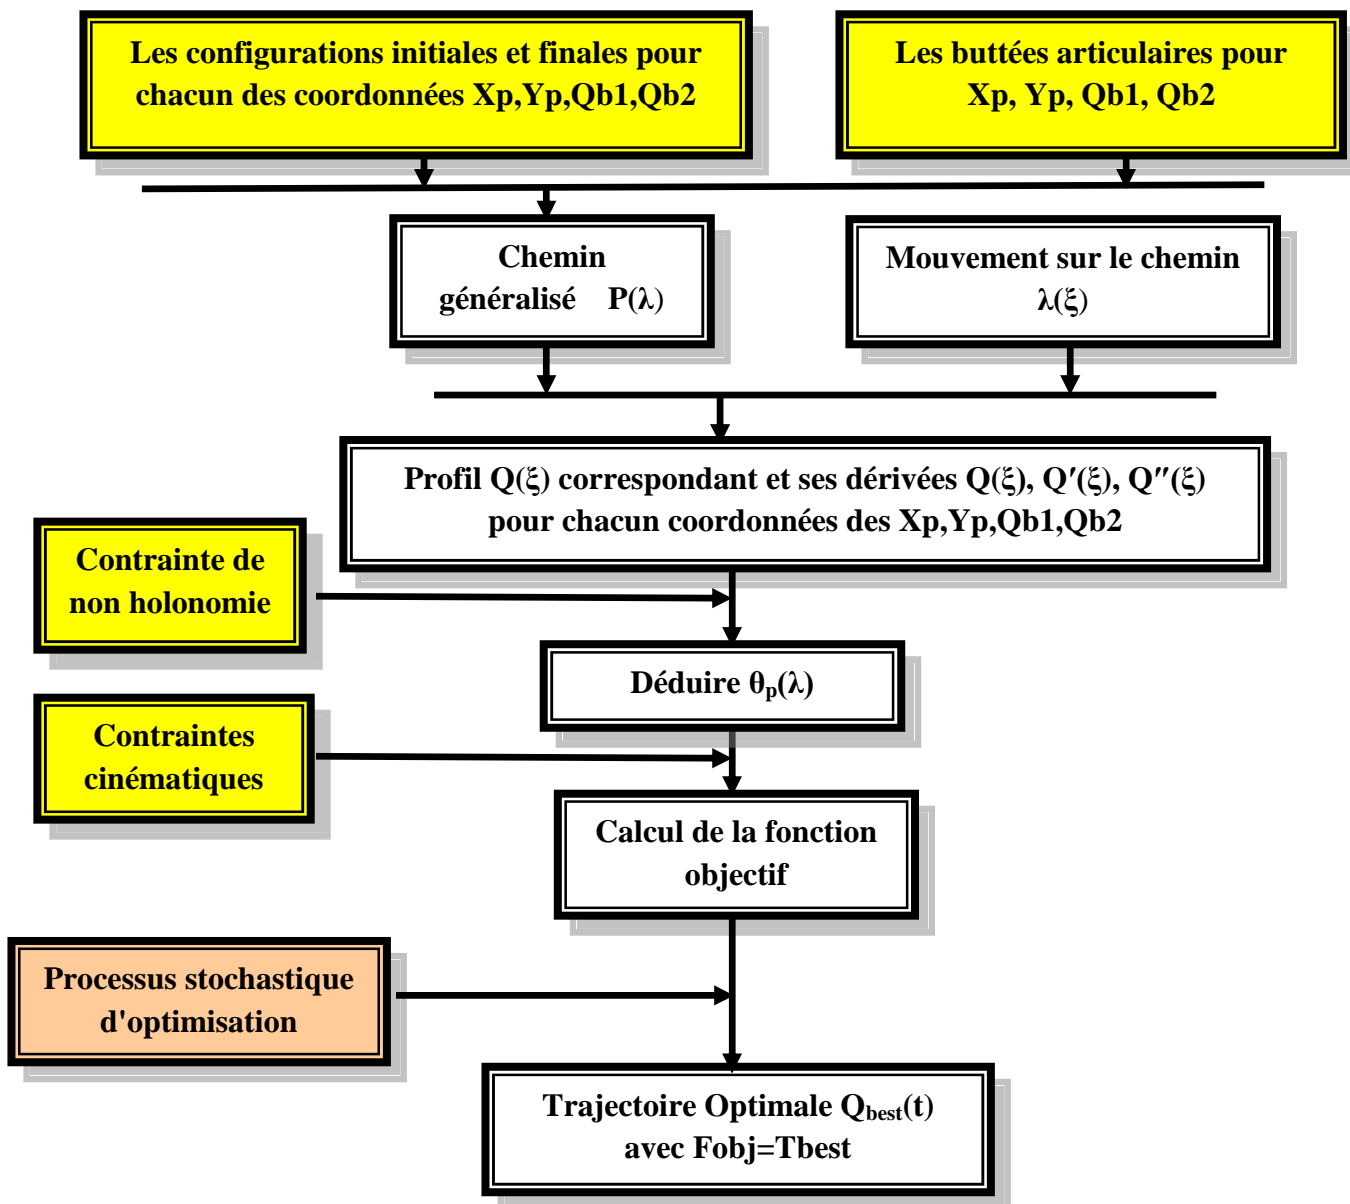 Les configurations initiales et finales pour
chacun des coordonnées Xp,Yp,Qb1,Qb2
Les buttées articulaires pour
Xp, Yp, Qb1, Qb2
Chemin
généralisé P(λ)
Mouvement sur le chemin
λ(ξ)
Profil Q(ξ) correspondant et ses dérivées Q(ξ), Q′(ξ), Q″(ξ)
pour chacun coordonnées des Xp,Yp,Qb1,Qb2
Contrainte de
non holonomie
Déduire θp(λ)
Contraintes
cinématiques
Calcul de la fonction
objectif
Processus stochastique
d'optimisation
Trajectoire Optimale Qbest(t)
avec Fobj=Tbest